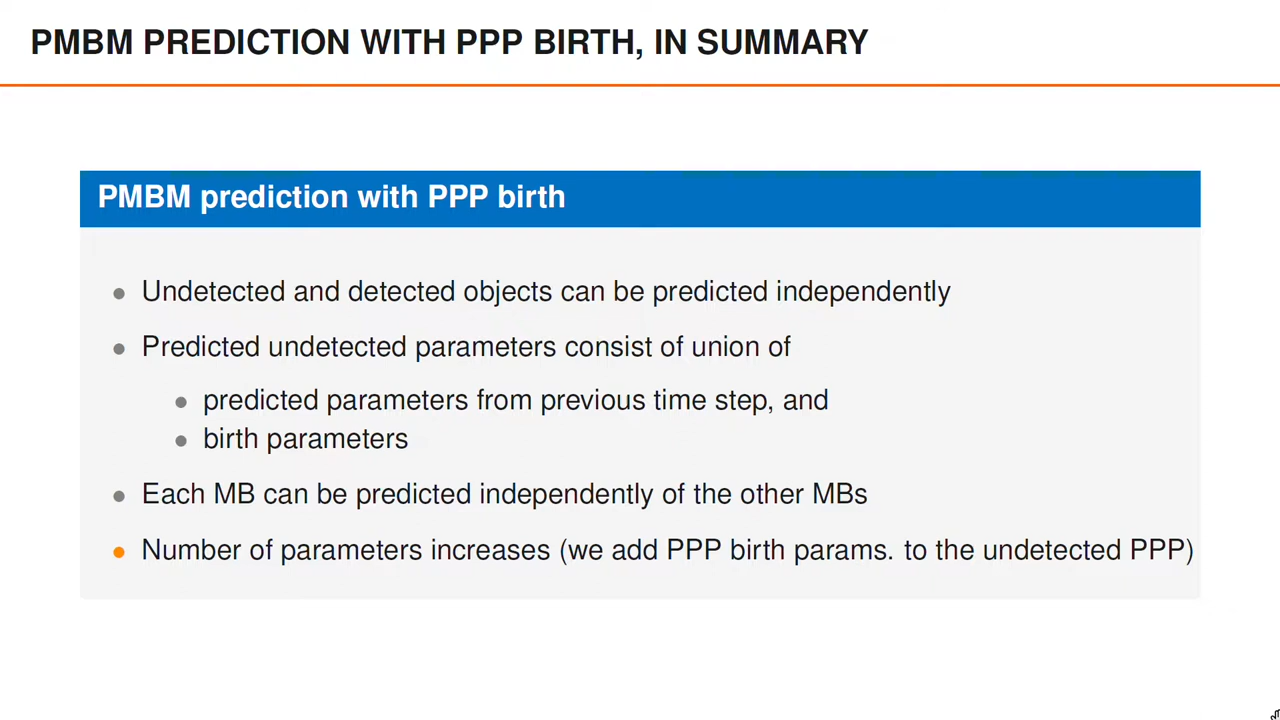 PMBM PREDICTION WITH PPP BIRTH, IN SUMMARY
PMBM prediction with PPP birth
Undetected and detected objects can be predicted independently
Predicted undetected parameters consist of union of
predicted parameters from previous time step, and
birth parameters
Each MB can be predicted independently of the other MBs
Number of parameters increases (we add PPP birth params. to the undetected PPP)